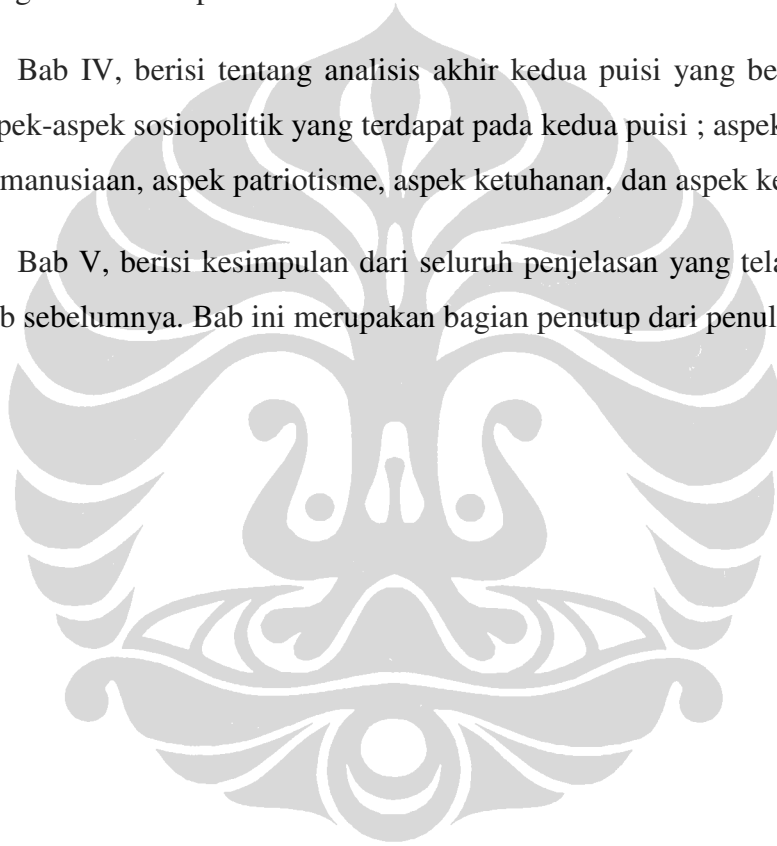 Bab IV, berisi tentang analisis akhir kedua puisi yang be
pek-aspek sosiopolitik yang terdapat pada kedua puisi ; aspek
manusiaan, aspek patriotisme, aspek ketuhanan, dan aspek ke
Bab V, berisi kesimpulan dari seluruh penjelasan yang tela
b sebelumnya. Bab ini merupakan bagian penutup dari penul